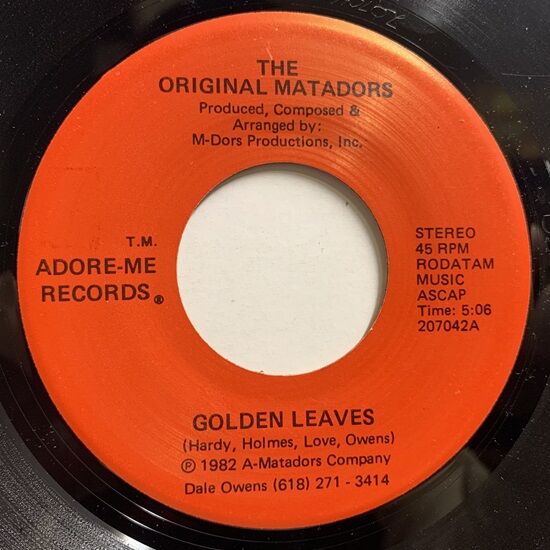 THE
ORIGINAL MATADORS
Produced, Composed &
Arranged by:
M-Dors Productions, Inc.
T.M.
ADORE-ME
RECORDS®
STEREO
45 RPM
RODATAM
MUSIC
ASCAP
Time: 5:06
207042A
GOLDEN LEAVES
(Hardy, Holmes, Love, Owens)
℗ 1982 A-Matadors Company
Dale Owens (618) 271 - 3414